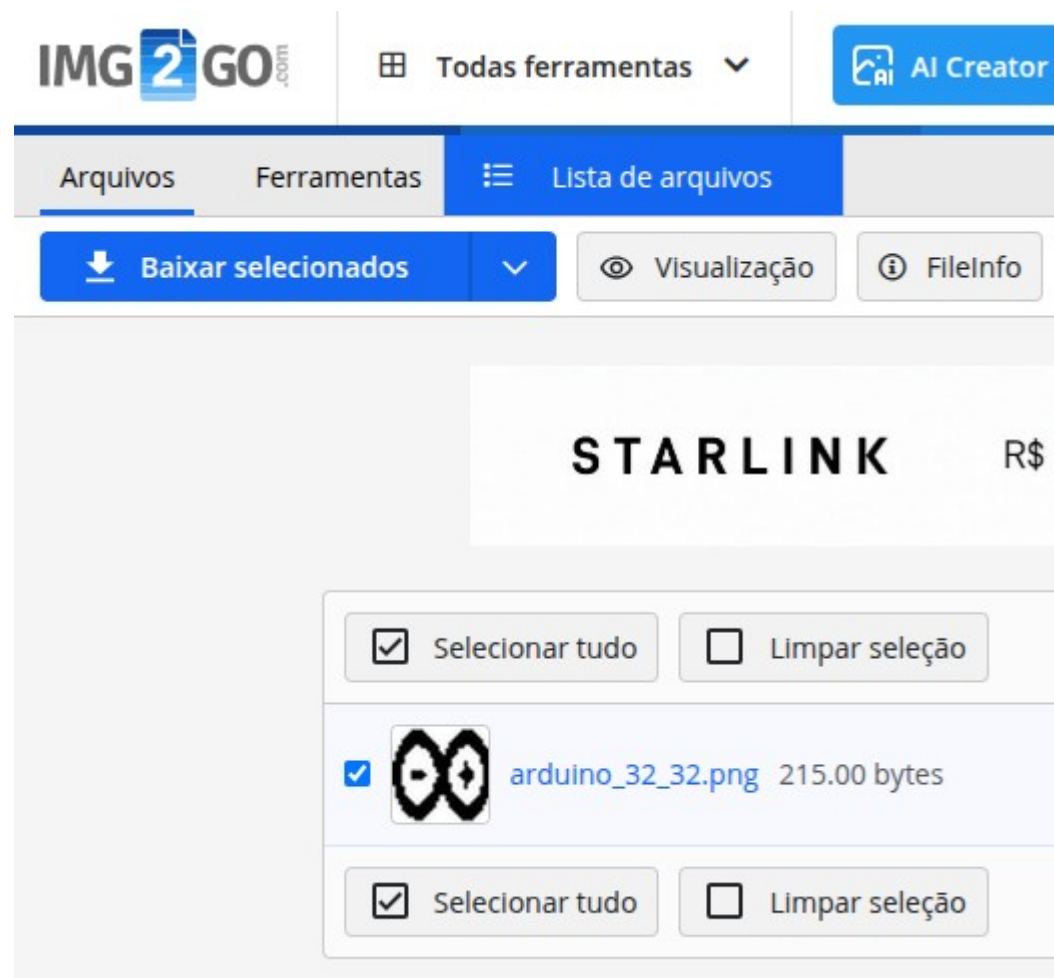 IMG2GO.com
Todas ferramentas
AI Creator
Arquivos
Ferramentas
Lista de arquivos
Baixar selecionados
Visualização
FileInfo
STARLINK
R$
Selecionar tudo
Limpar seleção
arduino_32_32.png 215.00 bytes
Selecionar tudo
Limpar seleção